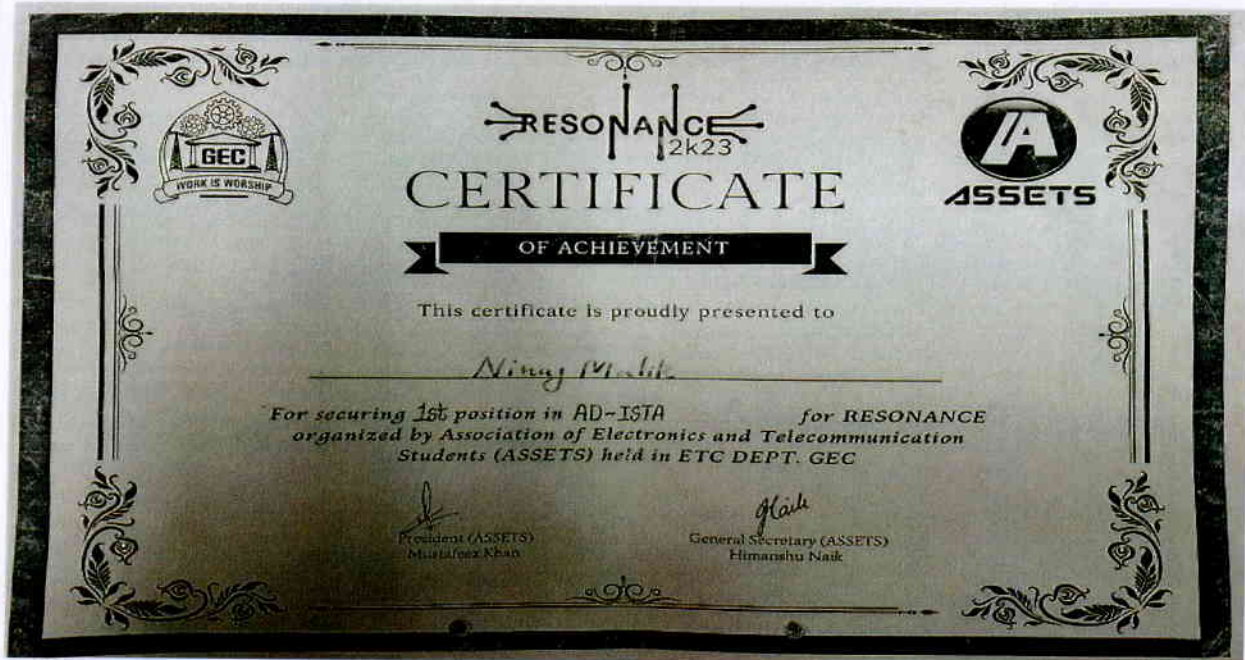 GEC
WORK IS WORSHIP
RESONANCE
2k23
ASSETS
CERTIFICATE
OF ACHIEVEMENT
This certificate is proudly presented to
Malik
For securing 1st position in AD-ISTA for RESONANCE
organized by Association of Electronics and Telecommunication
Students (ASSETS) held in ETC DEPT. GEC
President (ASSETS)
Mustafeez Khan
General Secretary (ASSETS)
Himanshu Naik